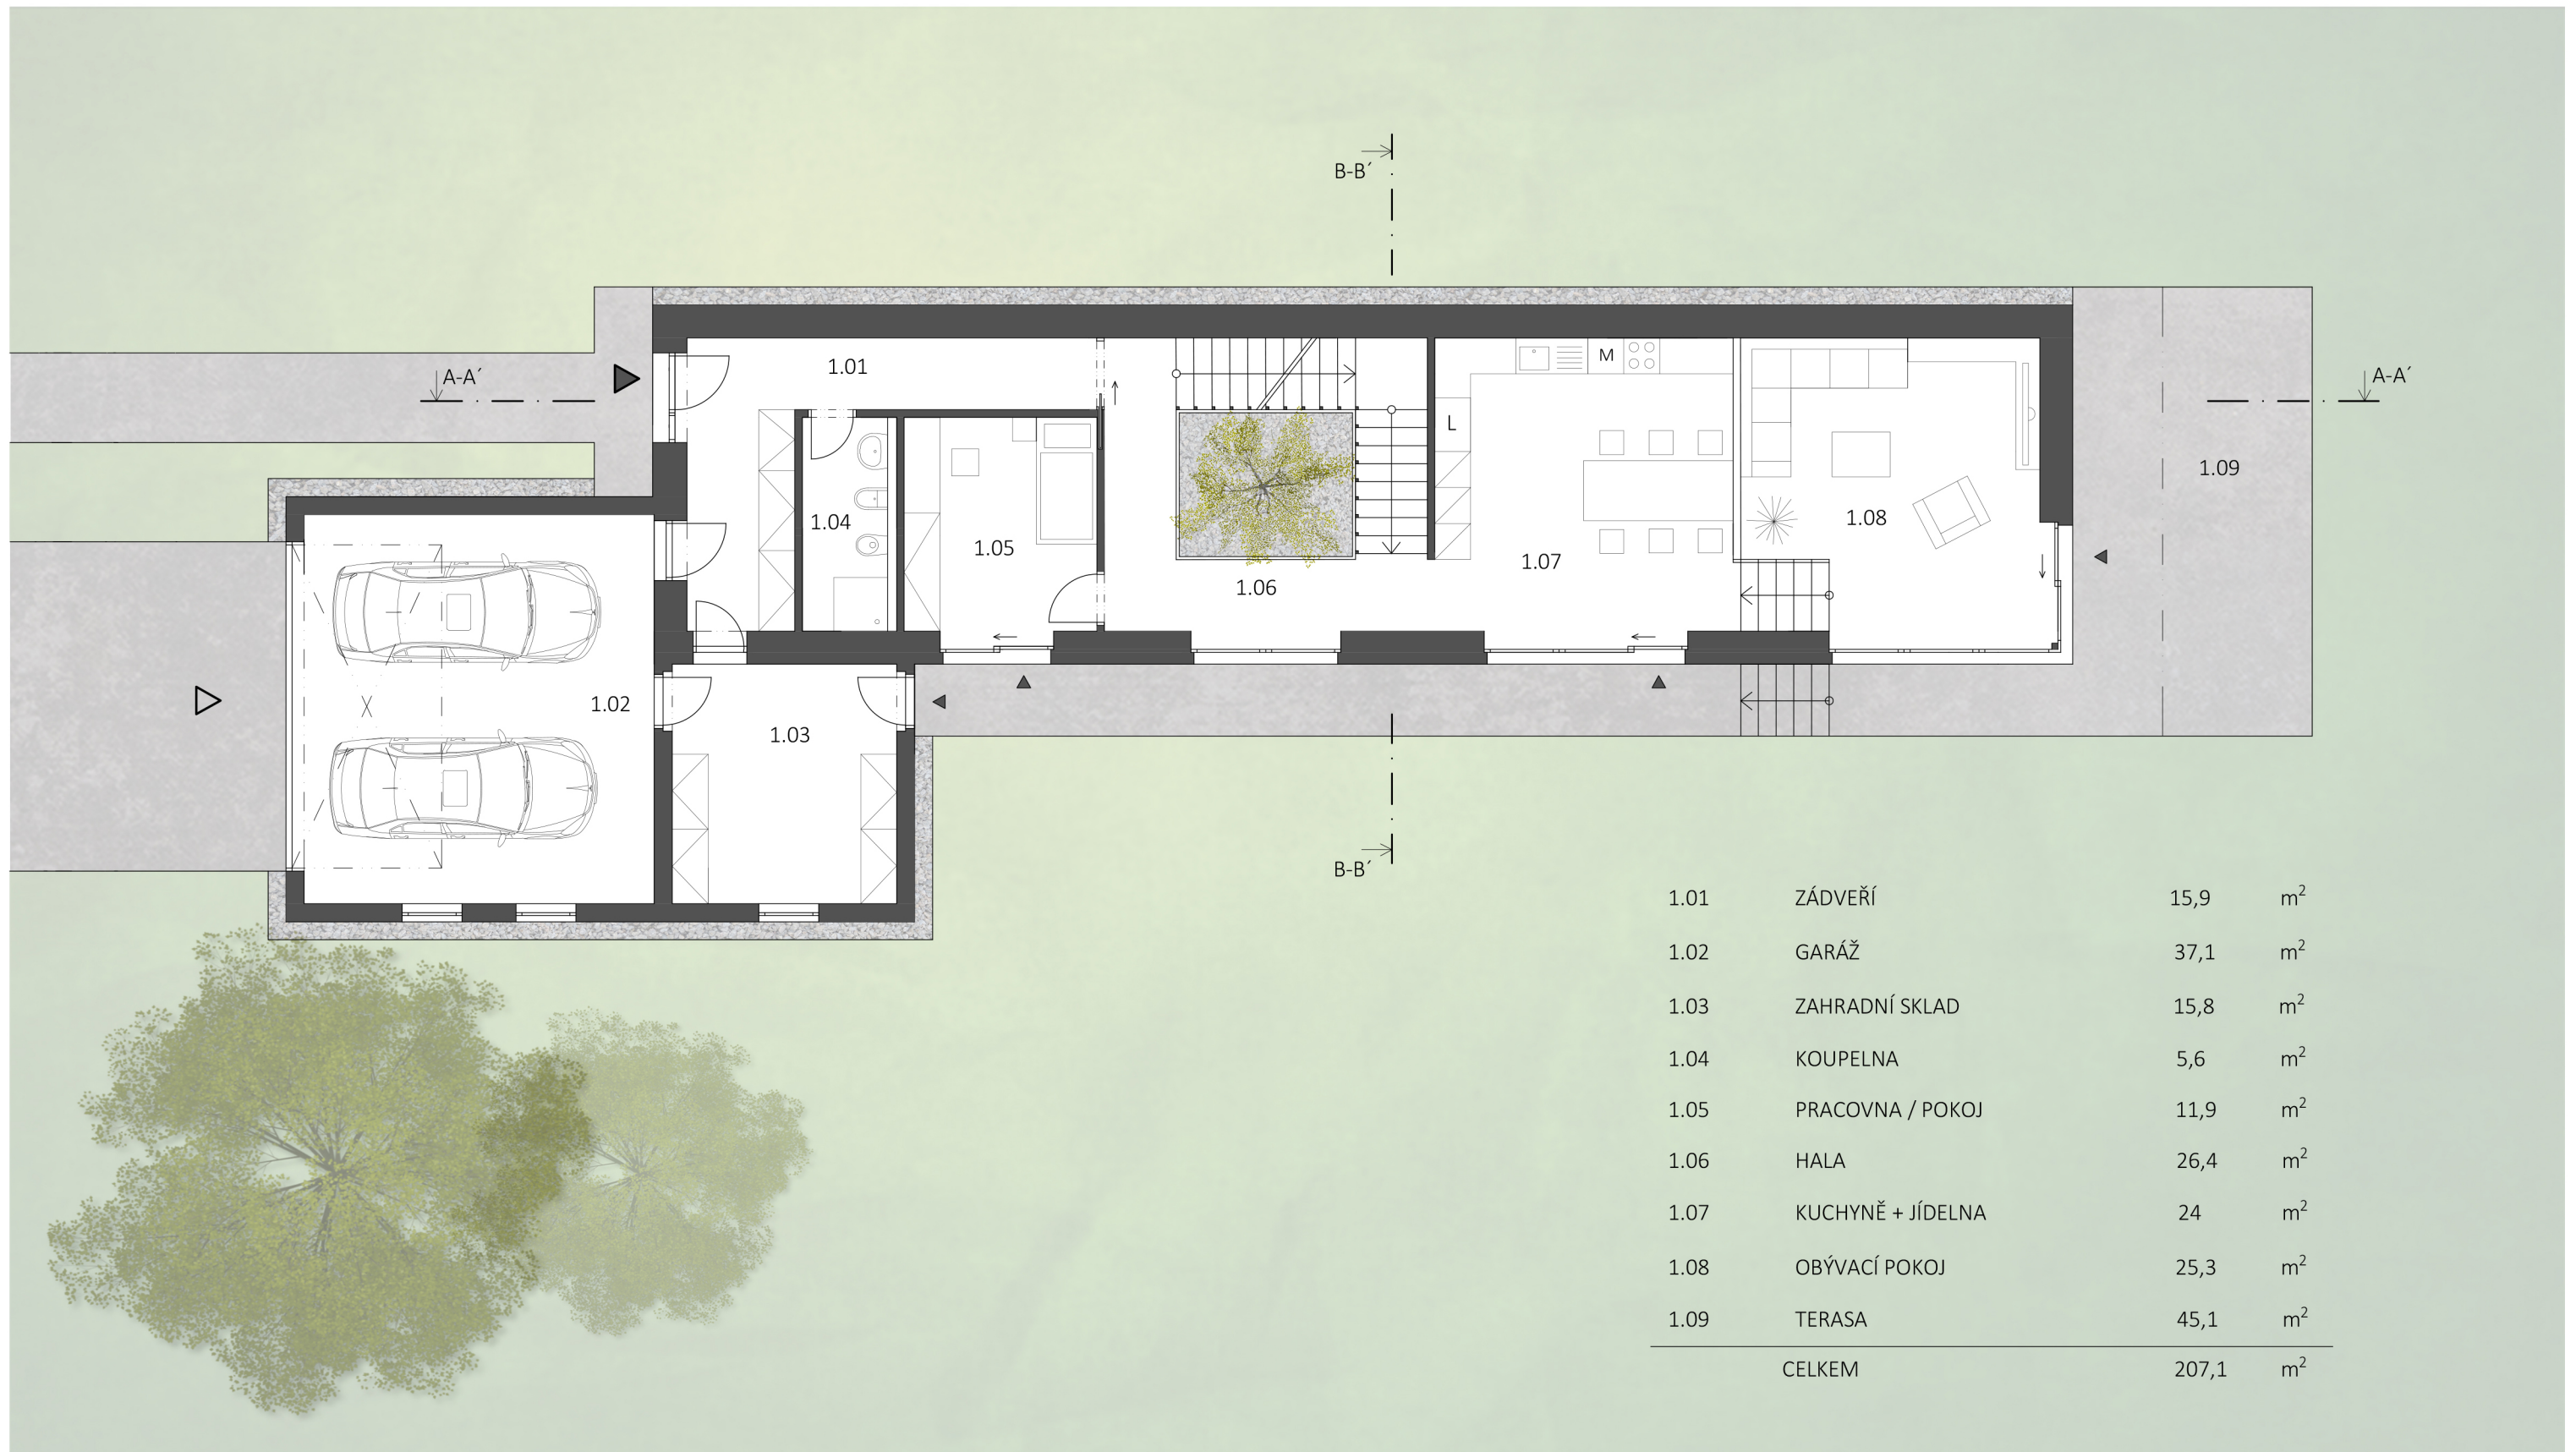 B-B´
A-A´
A-A´
1.01
M
L
1.09
1.04
1.08
1.05
1.07
1.06
1.02
1.03
B-B´
1.01 ZÁDVEŘÍ 15,9 m²
1.02 GARÁŽ 37,1 m²
1.03 ZAHRADNÍ SKLAD 15,8 m²
1.04 KOUPELNA 5,6 m²
1.05 PRACOVNA / POKOJ 11,9 m²
1.06 HALA 26,4 m²
1.07 KUCHYNĚ + JÍDELNA 24 m²
1.08 OBÝVACÍ POKOJ 25,3 m²
1.09 TERASA 45,1 m²
CELKEM 207,1 m²